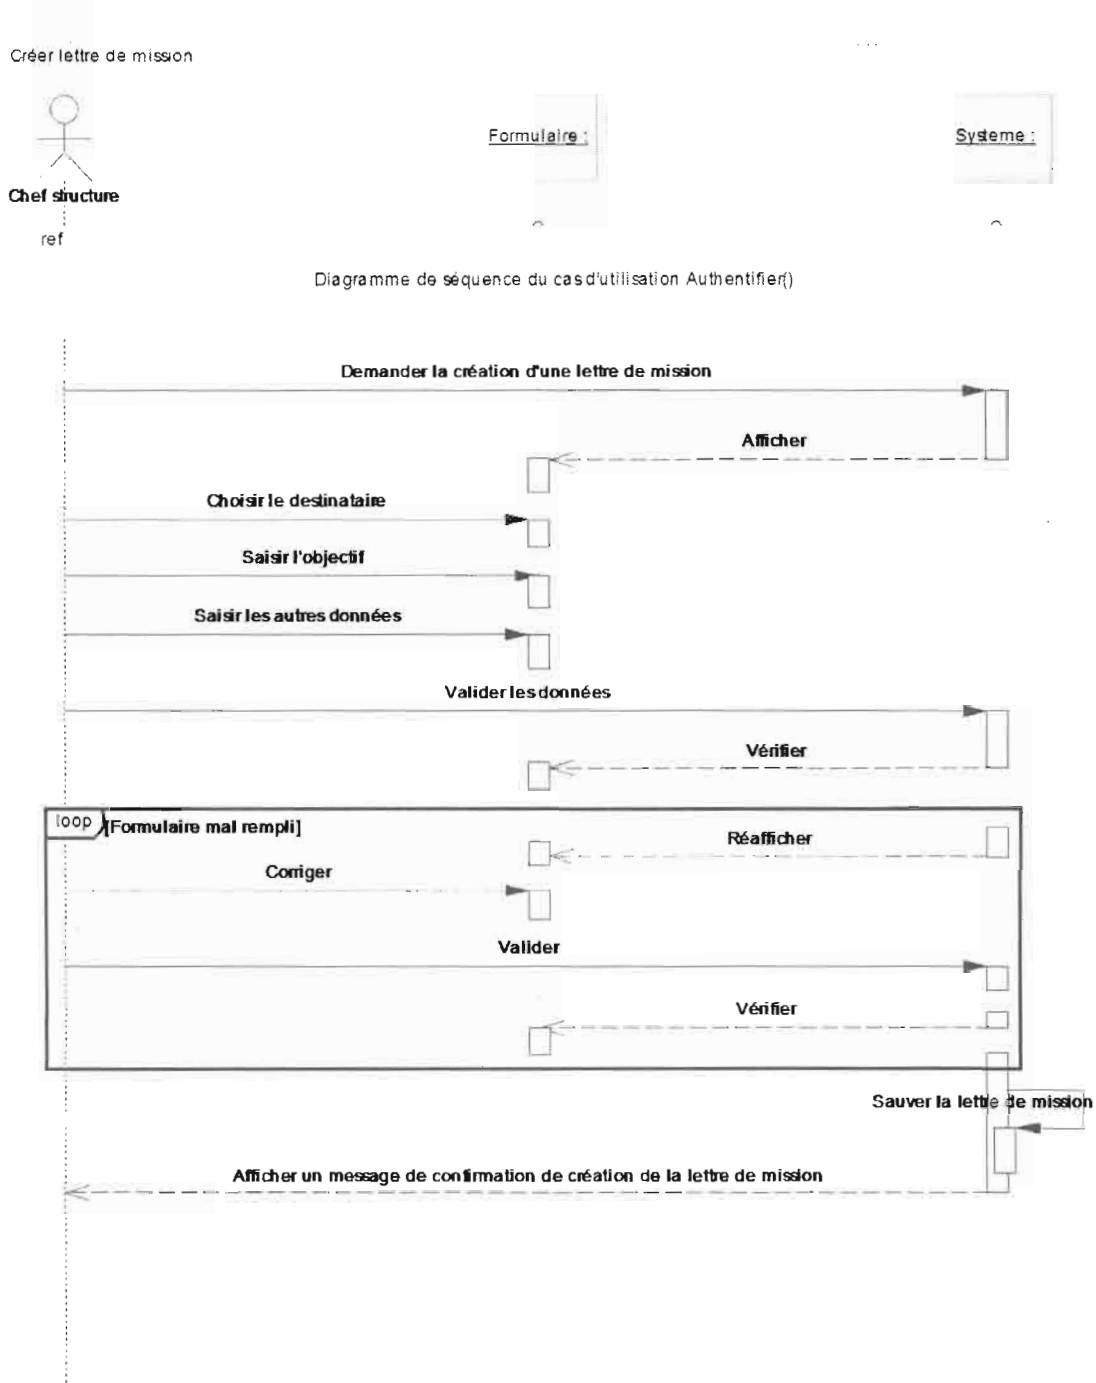 Créer lettre de mission
Formulaire :
Systeme :
Chef structure
ref
Diagramme de séquence du cas d'utilisation Authentifier()
Demander la création d'une lettre de mission
Afficher
Choisir le destinataire
Saisir l'objectif
Saisir les autres données
Valider les données
Vérifier
loop
[Formulaire mal rempli]
Réafficher
Corriger
Valider
Vérifier
Sauver la lettre de mission
Afficher un message de confirmation de création de la lettre de mission